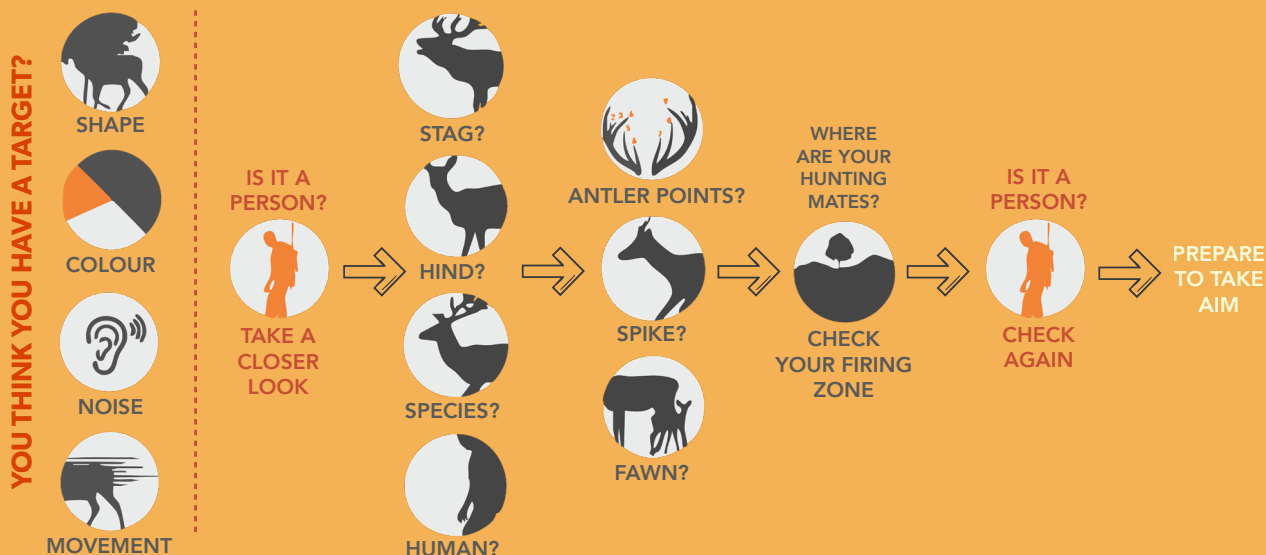 YOU THINK YOU HAVE A TARGET?
SHAPE
COLOUR
NOISE
MOVEMENT
IS IT A
PERSON?
TAKE A
CLOSER
LOOK
STAG?
HIND?
SPECIES?
HUMAN?
ANTLER POINTS?
SPIKE?
FAWN?
WHERE
ARE YOUR
HUNTING
MATES?
CHECK
YOUR FIRING
ZONE
IS IT A
PERSON?
CHECK
AGAIN
PREPARE
TO TAKE
AIM